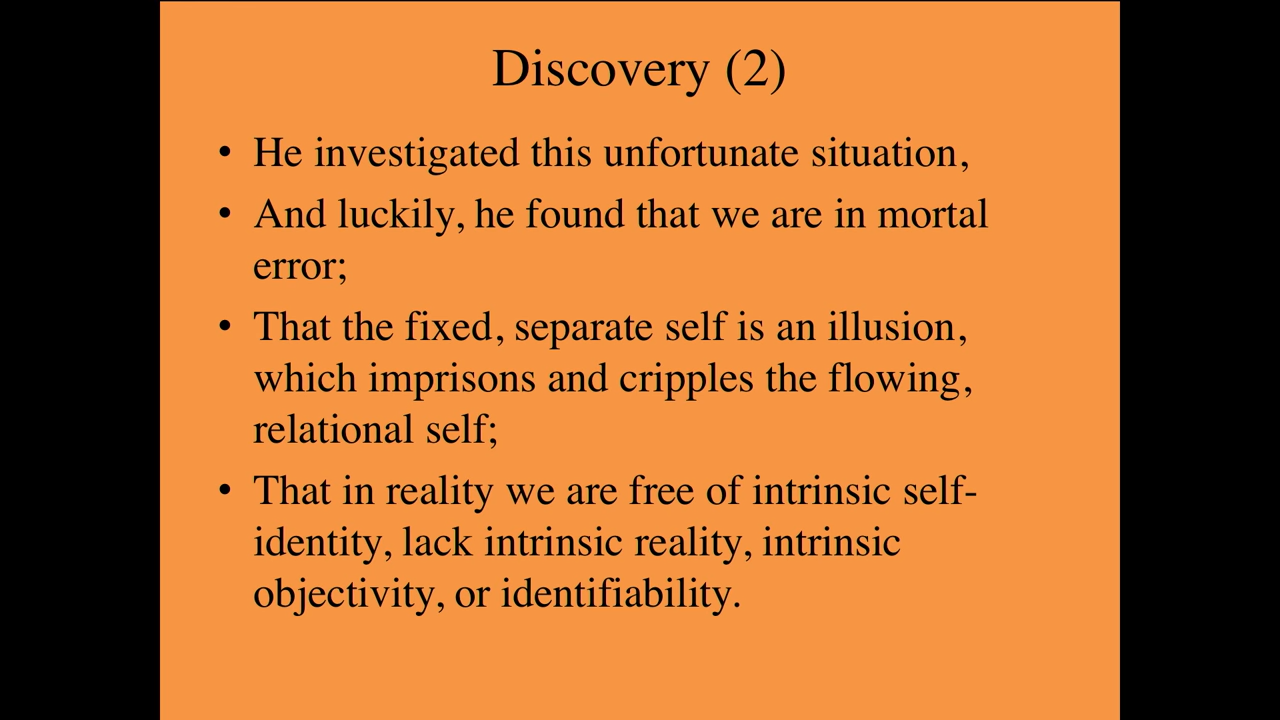 Discovery (2)
• He investigated this unfortunate situation,
• And luckily, he found that we are in mortal
error;
• That the fixed, separate self is an illusion,
which imprisons and cripples the flowing,
relational self;
• That in reality we are free of intrinsic self-
identity, lack intrinsic reality, intrinsic
objectivity, or identifiability.